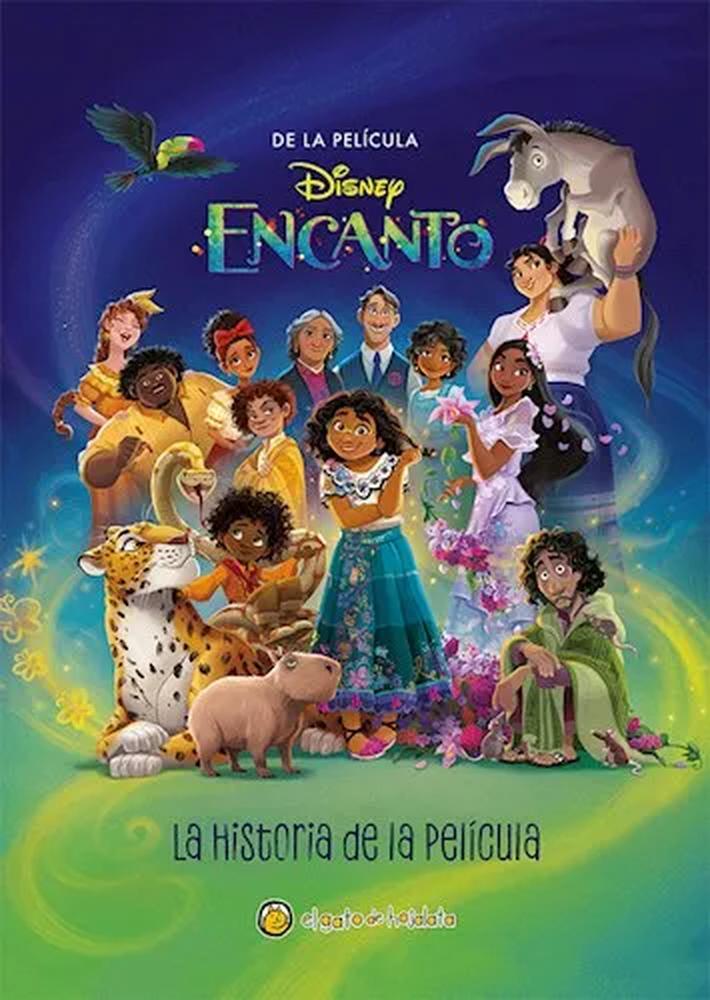 DE LA PELÍCULA
Disney
ENCANTO
La Historia de la Película
el gato de hojalata